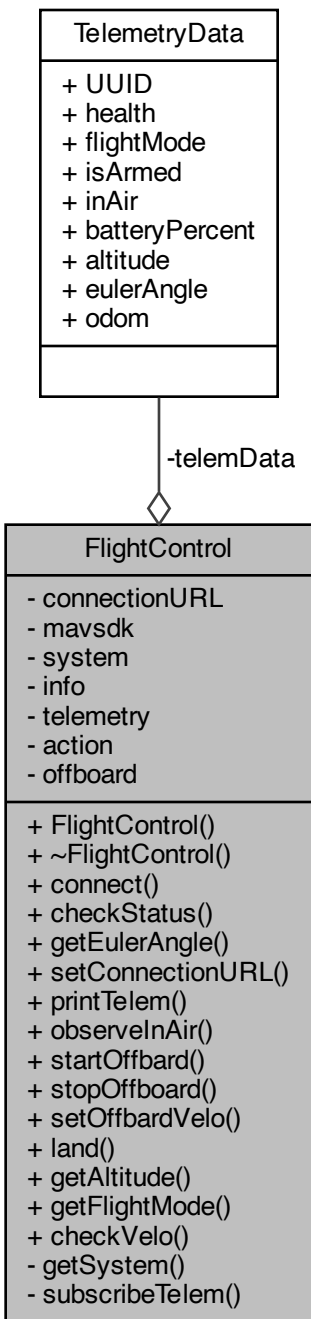 TelemetryData
+ UUID
+ health
+ flightMode
+ isArmed
+ inAir
+ batteryPercent
+ altitude
+ eulerAngle
+ odom
-telemData
FlightControl
- connectionURL
- mavsdk
- system
- info
- telemetry
- action
- offboard
+ FlightControl()
+ ~FlightControl()
+ connect()
+ checkStatus()
+ getEulerAngle()
+ setConnectionURL()
+ printTelem()
+ observeInAir()
+ startOffbard()
+ stopOffboard()
+ setOffbardVelo()
+ land()
+ getAltitude()
+ getFlightMode()
+ checkVelo()
- getSystem()
- subscribeTelem()